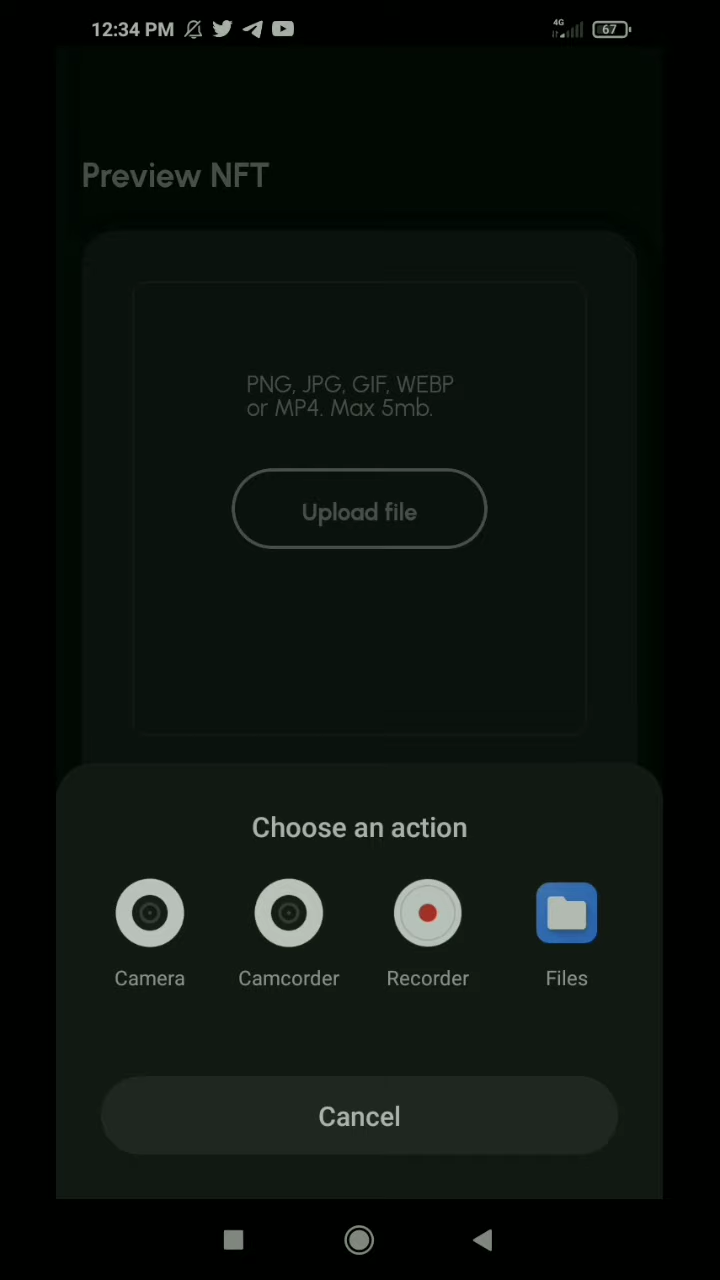 12:34 PM
4G
67
Preview NFT
PNG, JPG, GIF, WEBP
or MP4. Max 5mb.
Upload file
Choose an action
Camera Camcorder Recorder Files
Cancel